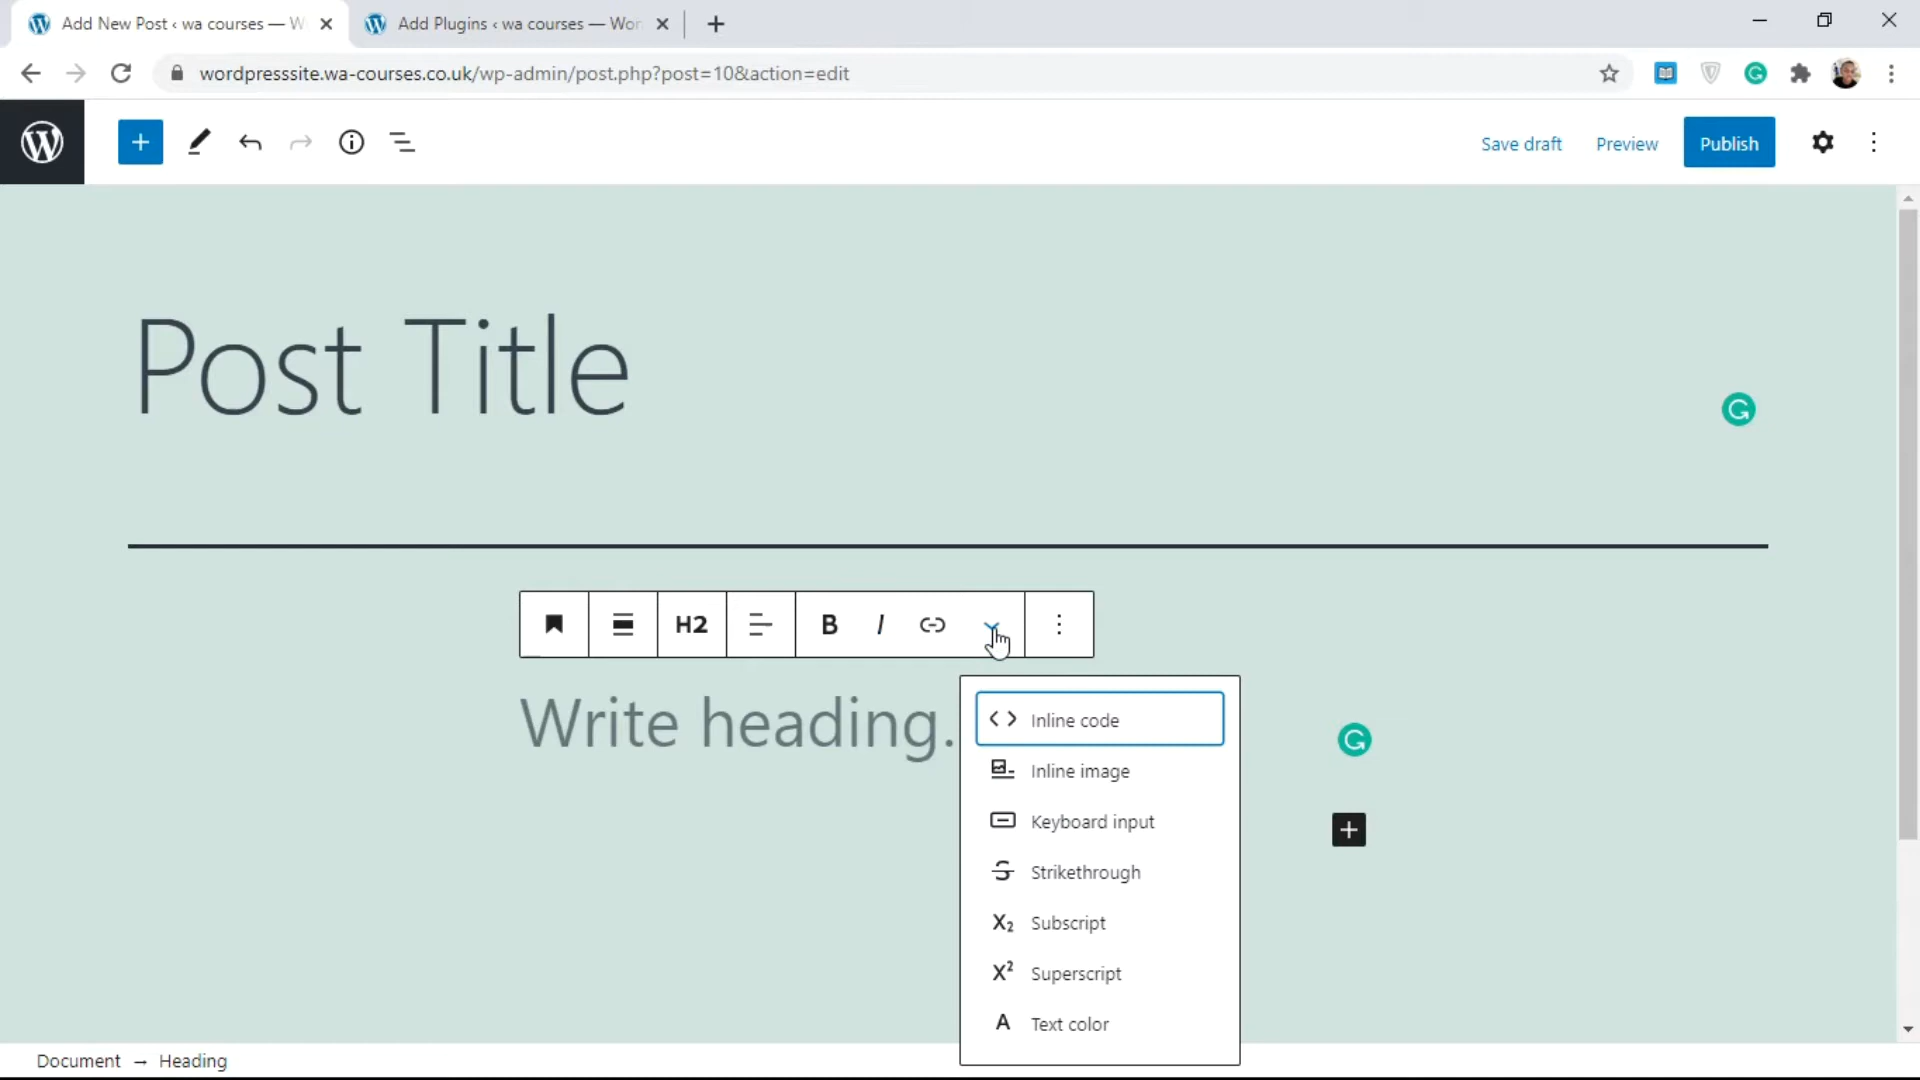 Add New Post ‹ wa courses — W
Add Plugins ‹ wa courses — Wor
wordpresssite.wa-courses.co.uk/wp-admin/post.php?post=10&action=edit
Save draft
Preview
Publish
Post Title
H2
B
I
Write heading.
Inline code
Inline image
Keyboard input
Strikethrough
X2 Subscript
X2 Superscript
A Text color
Document → Heading